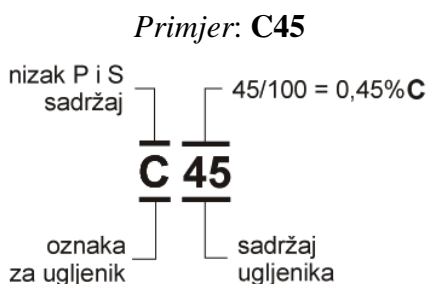 Primjer: C45
nizak P i S
sadržaj
45/100 = 0,45%C
C 45
oznaka
za ugljenik
sadržaj
ugljenika